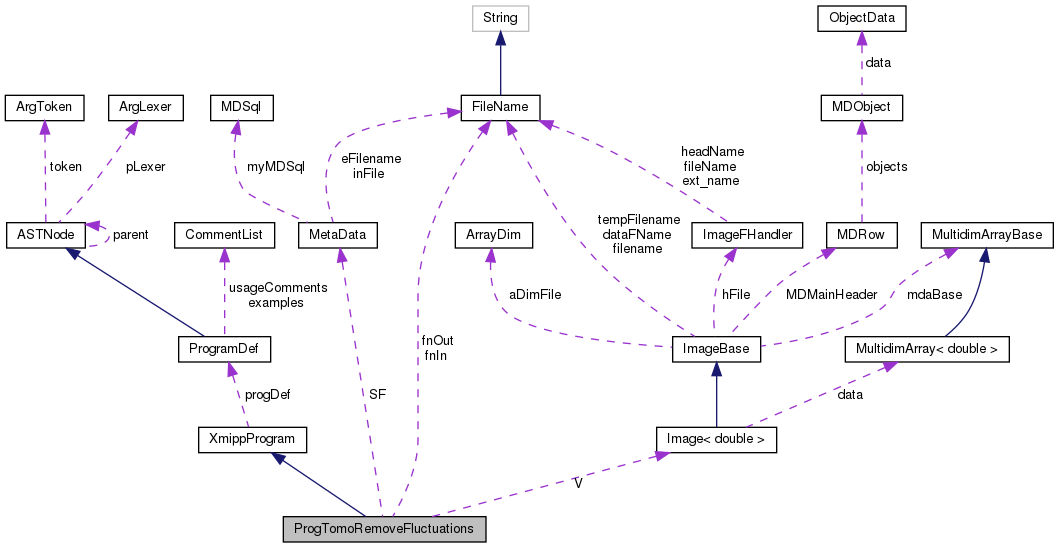 String
ObjectData
data
ArgToken
ArgLexer
MDSql
FileName
MDObject
token
pLexer
myMDSql
eFilename
inFile
headName
fileName
ext_name
objects
ASTNode
parent
CommentList
MetaData
ArrayDim
tempFilename
dataFName
filename
ImageFHandler
MDRow
MultidimArrayBase
usageComments
examples
aDimFile
hFile
MDMainHeader
mdaBase
fnOut
fnIn
ProgramDef
ImageBase
MultidimArray< double >
progDef
SF
data
XmippProgram
Image< double >
V
ProgTomoRemoveFluctuations